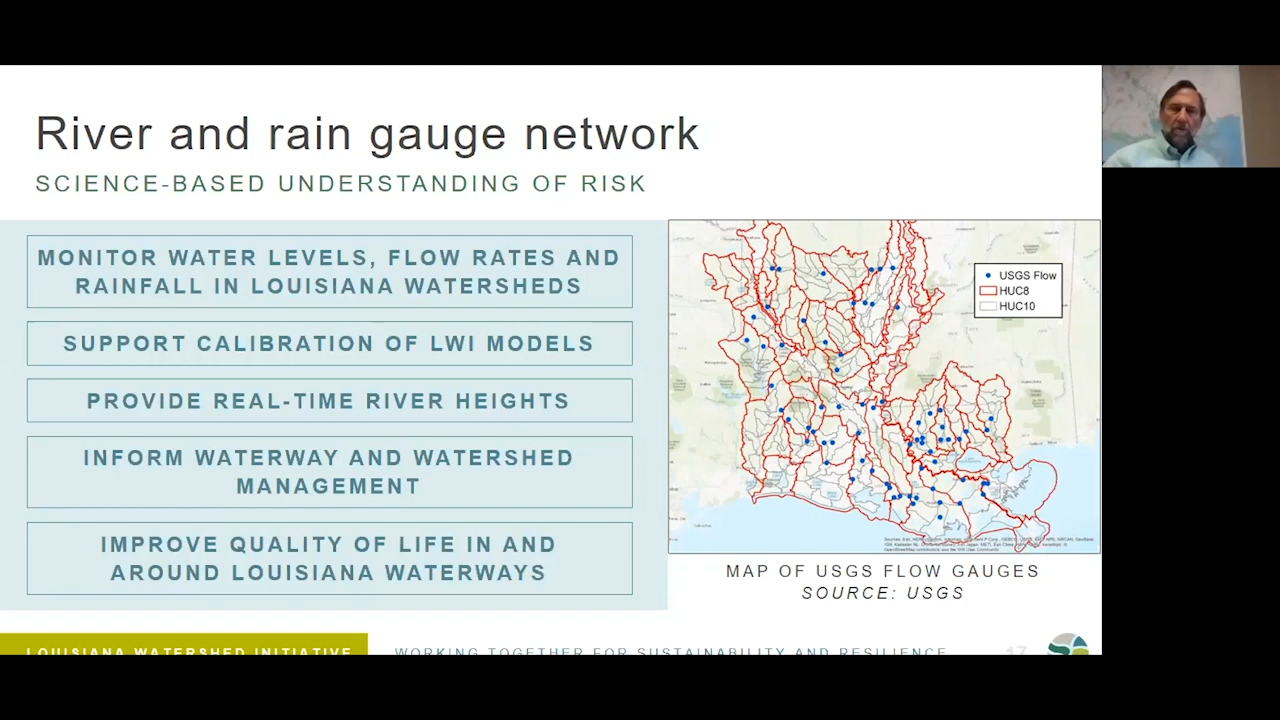 River and rain gauge network
SCIENCE-BASED UNDERSTANDING OF RISK
MONITOR WATER LEVELS, FLOW RATES AND
RAINFALL IN LOUISIANA WATERSHEDS
SUPPORT CALIBRATION OF LWI MODELS
PROVIDE REAL-TIME RIVER HEIGHTS
INFORM WATERWAY AND WATERSHED
MANAGEMENT
IMPROVE QUALITY OF LIFE IN AND
AROUND LOUISIANA WATERWAYS
USGS Flow
HUC8
HUC10
MAP OF USGS FLOW GAUGES
SOURCE: USGS
LOUISIANA WATERSHED INITIATIVE
WORKING TOGETHER FOR SUSTAINABILITY AND RESILIENCE
17